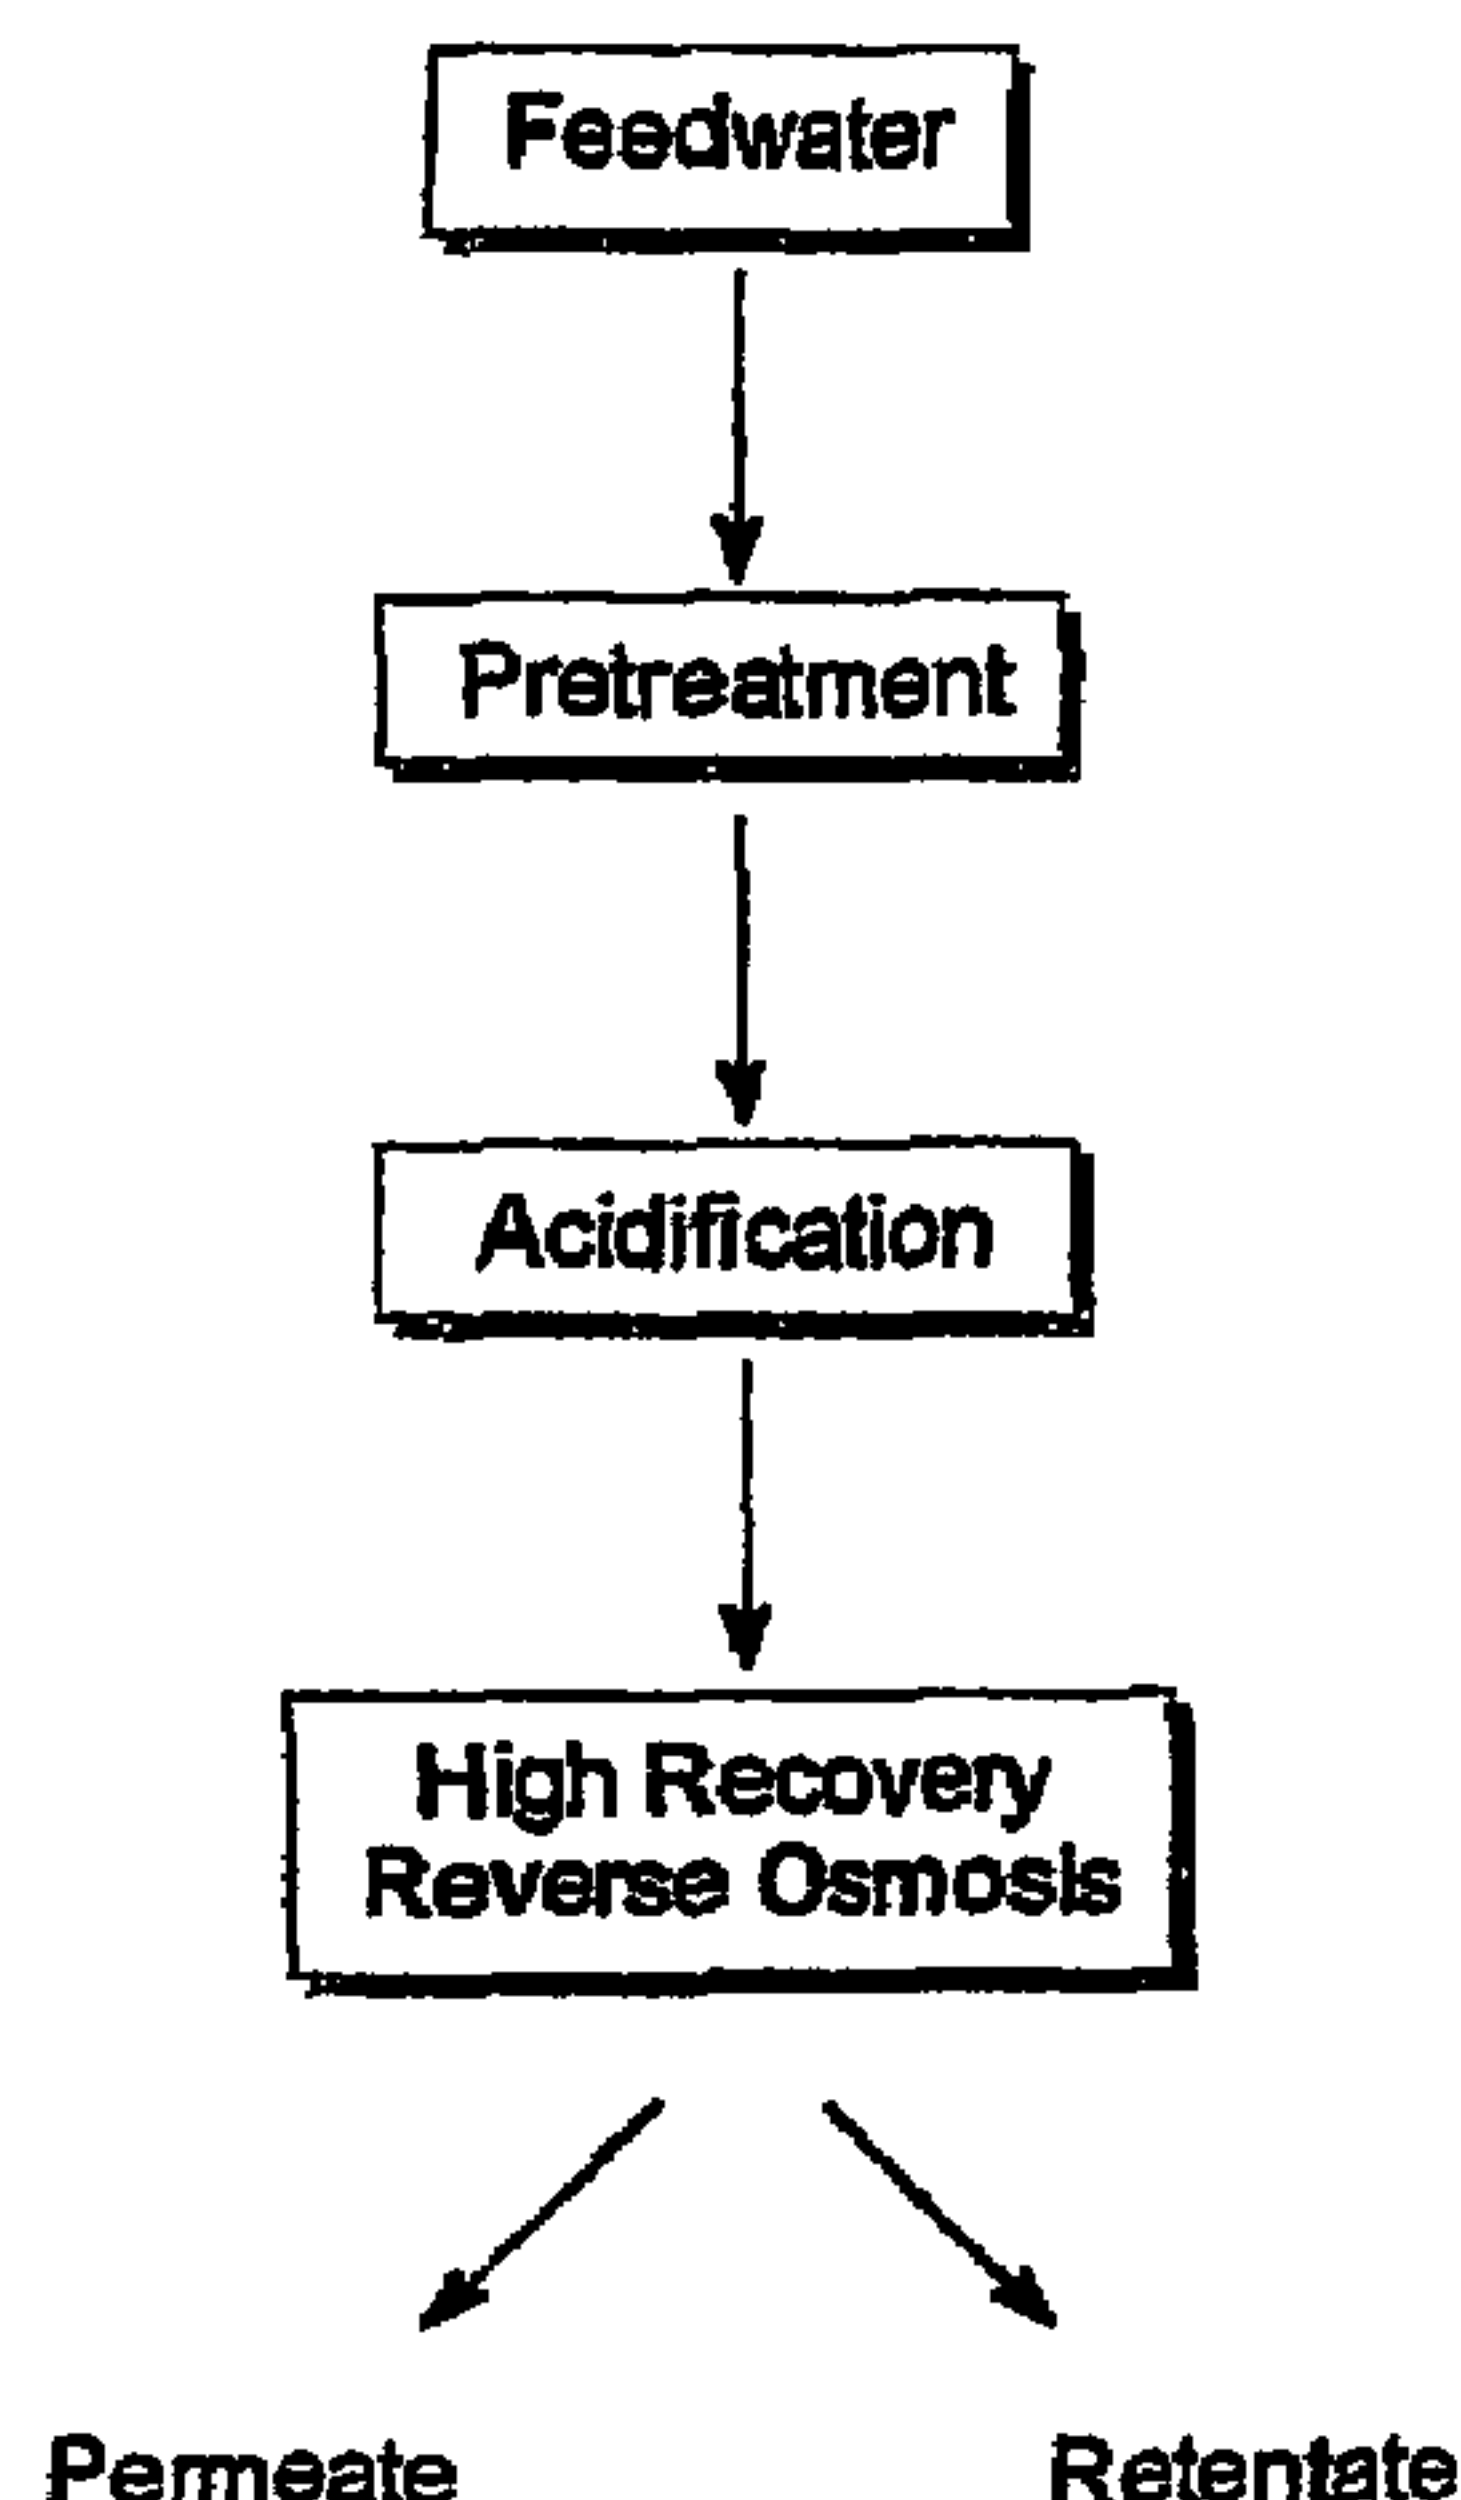 Feedwater
Pretreatment
Acidification
High Recovery
Reverse Osmosis
Permeate
Retentate